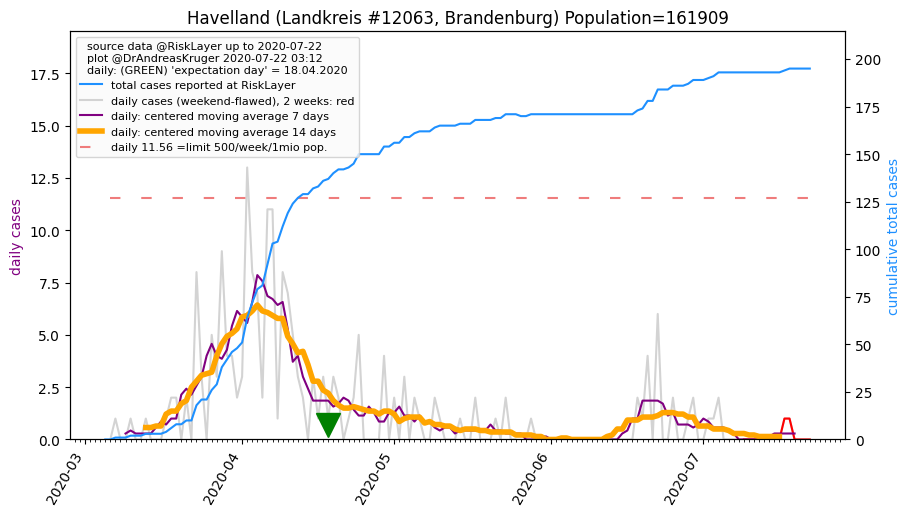 Havelland (Landkreis #12063, Brandenburg) Population=161909
source data @RiskLayer up to 2020-07-22
plot @DrAndreasKruger 2020-07-22 03:12
daily: (GREEN) 'expectation day' = 18.04.2020
total cases reported at RiskLayer
daily cases (weekend-flawed), 2 weeks: red
daily: centered moving average 7 days
daily: centered moving average 14 days
daily 11.56 =limit 500/week/1mio pop.
daily cases
17.5
15.0
12.5
10.0
7.5
5.0
2.5
0.0
200
175
150
125
100
75
50
25
0
cumulative total cases
2020-03
2020-04
2020-05
2020-06
2020-07